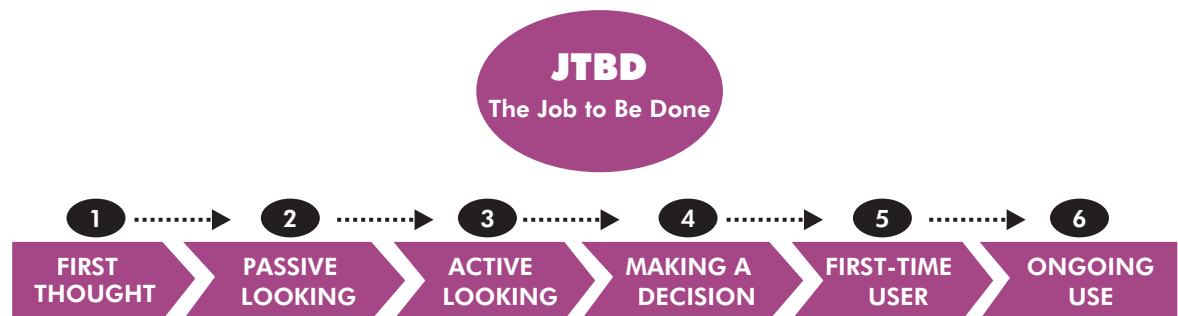 JTBD
The Job to Be Done
1
2
3
4
5
6
FIRST
THOUGHT
PASSIVE
LOOKING
ACTIVE
LOOKING
MAKING A
DECISION
FIRST-TIME
USER
ONGOING
USE